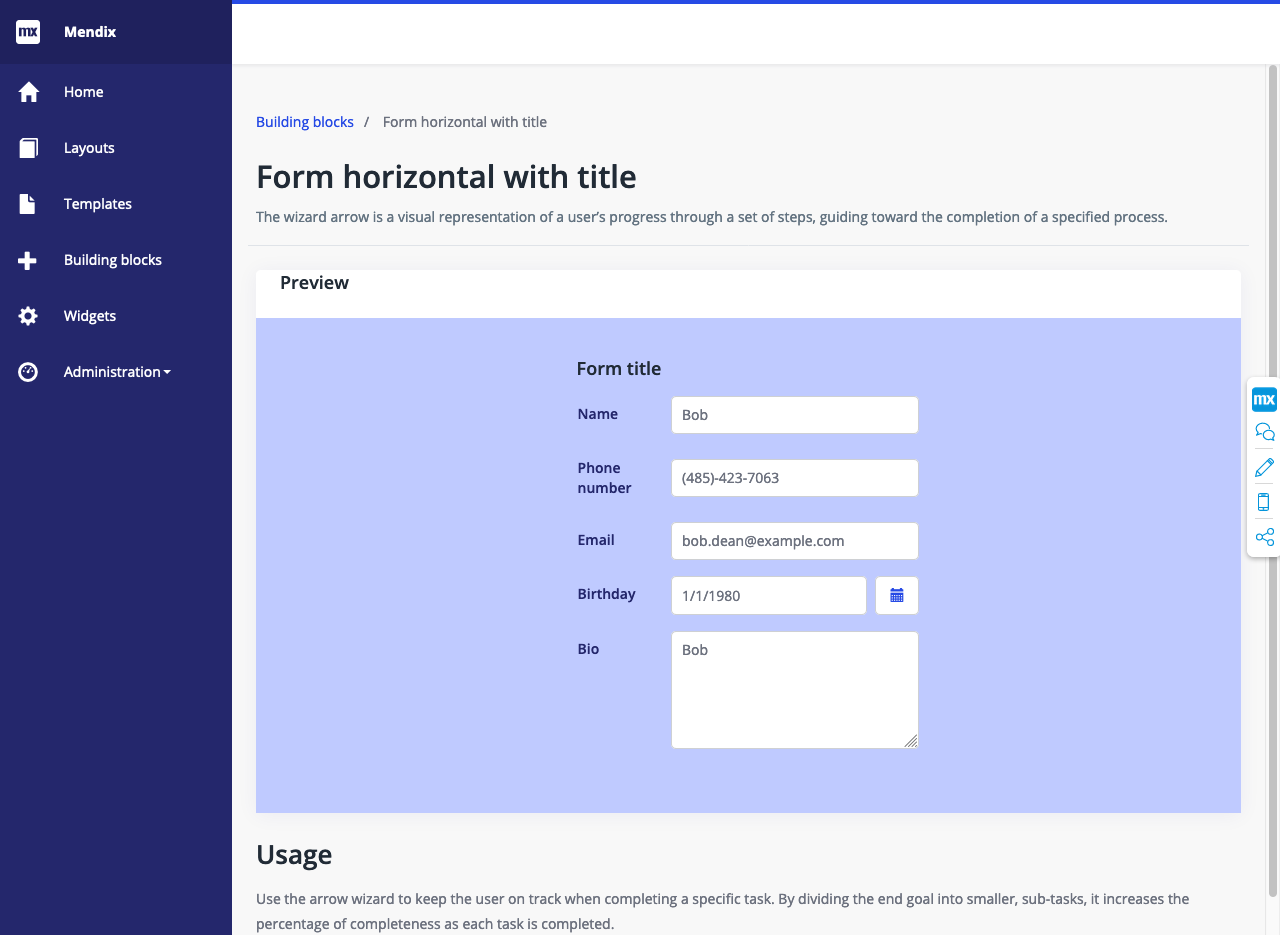 mx Mendix
Home
Layouts
Templates
Building blocks
Widgets
Administration
Building blocks / Form horizontal with title
Form horizontal with title
The wizard arrow is a visual representation of a user’s progress through a set of steps, guiding toward the completion of a specified process.
Preview
Form title
Name Bob
Phone
number (485)-423-7063
Email bob.dean@example.com
Birthday 1/1/1980
Bio Bob
mx
Usage
Use the arrow wizard to keep the user on track when completing a specific task. By dividing the end goal into smaller, sub-tasks, it increases the
percentage of completeness as each task is completed.